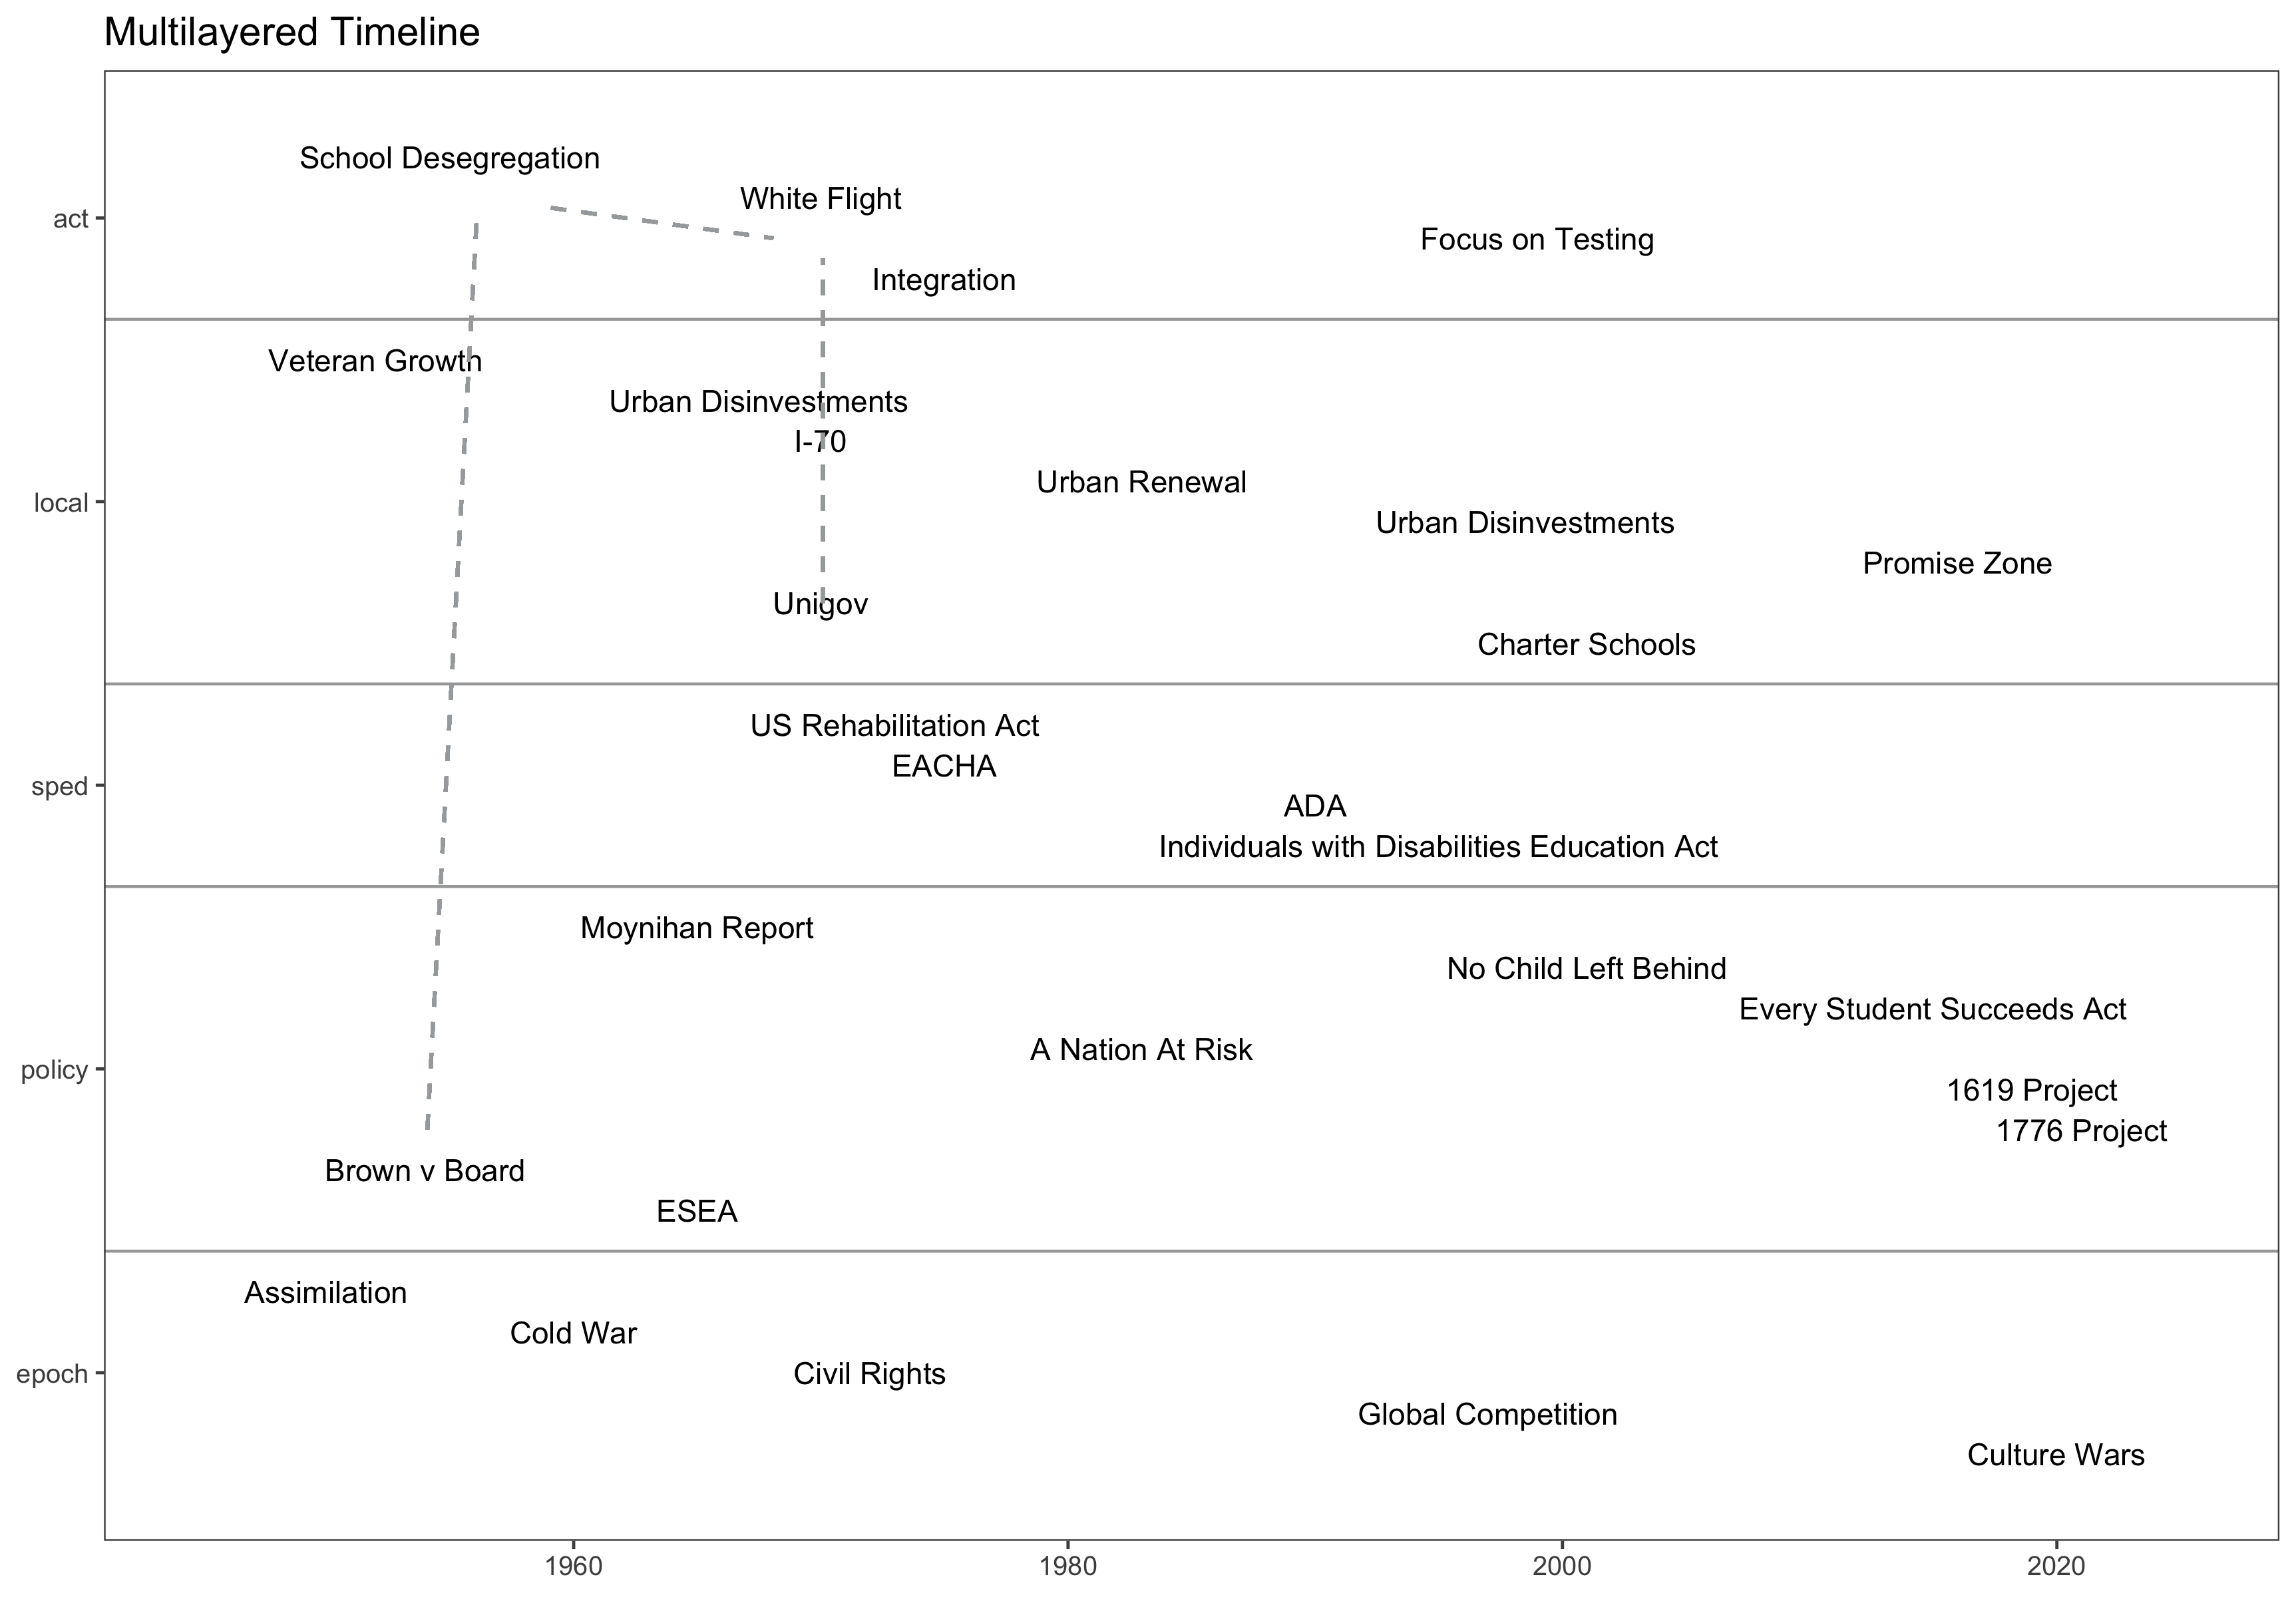 Multilayered Timeline
School Desegregation
White Flight
act
Focus on Testing
Integration
Veteran Growth
Urban Disinvestments
I-70
Urban Renewal
local
Urban Disinvestments
Promise Zone
Unigov
Charter Schools
US Rehabilitation Act
EACHA
sped
ADA
Individuals with Disabilities Education Act
Moynihan Report
No Child Left Behind
Every Student Succeeds Act
A Nation At Risk
policy
1619 Project
1776 Project
Brown v Board
ESEA
Assimilation
Cold War
epoch
Civil Rights
Global Competition
Culture Wars
1960 1980 2000 2020